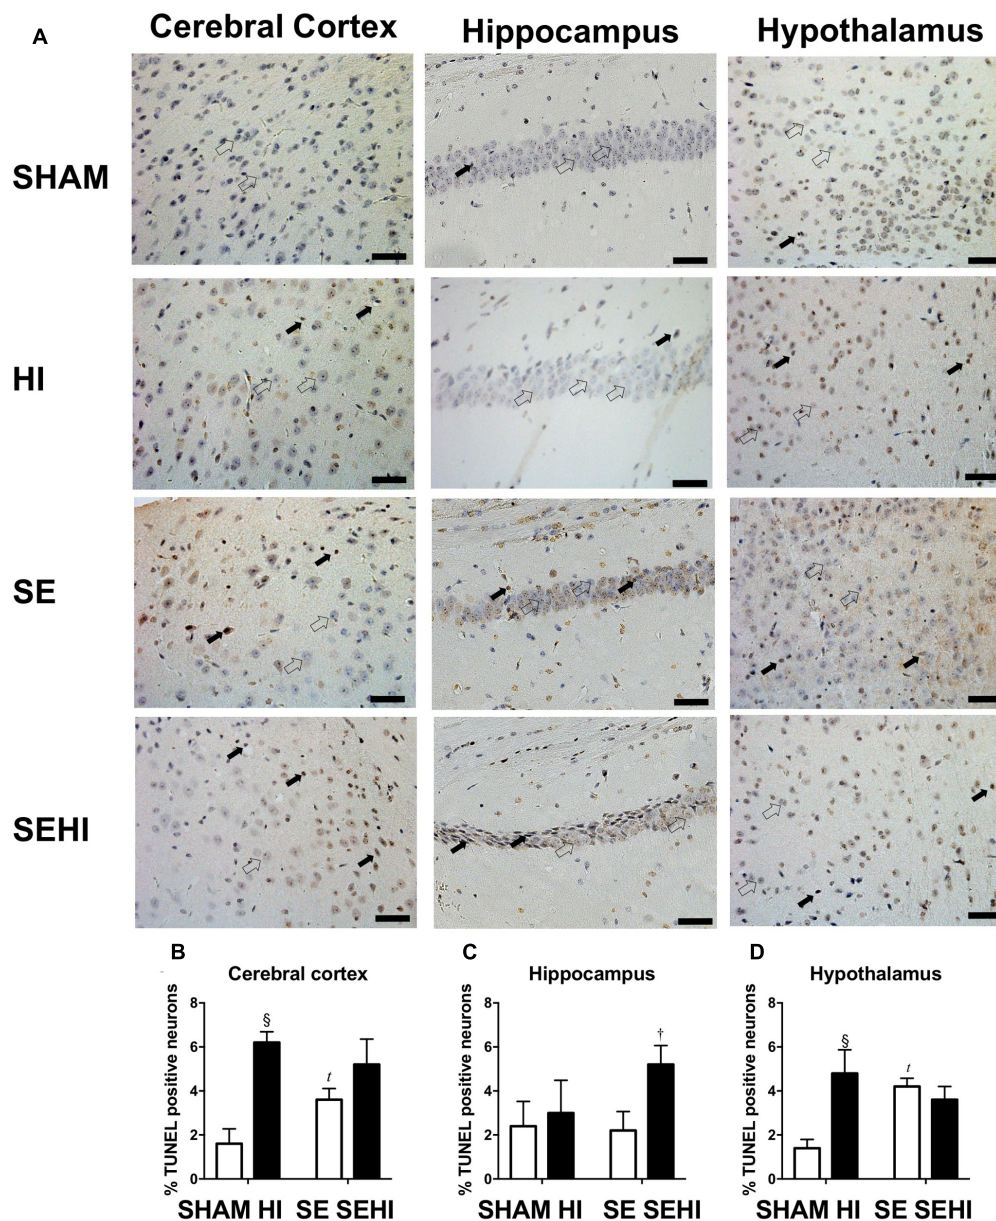 A
Cerebral Cortex
Hippocampus
Hypothalamus
SHAM
HI
SE
SEHI
B
Cerebral cortex
% TUNEL positive neurons
8
6
4
2
0
§
t
SHAM HI SE SEHI
C
Hippocampus
% TUNEL positive neurons
8
6
4
2
0
†
SHAM HI SE SEHI
D
Hypothalamus
% TUNEL positive neurons
8
6
4
2
0
§
t
SHAM HI SE SEHI